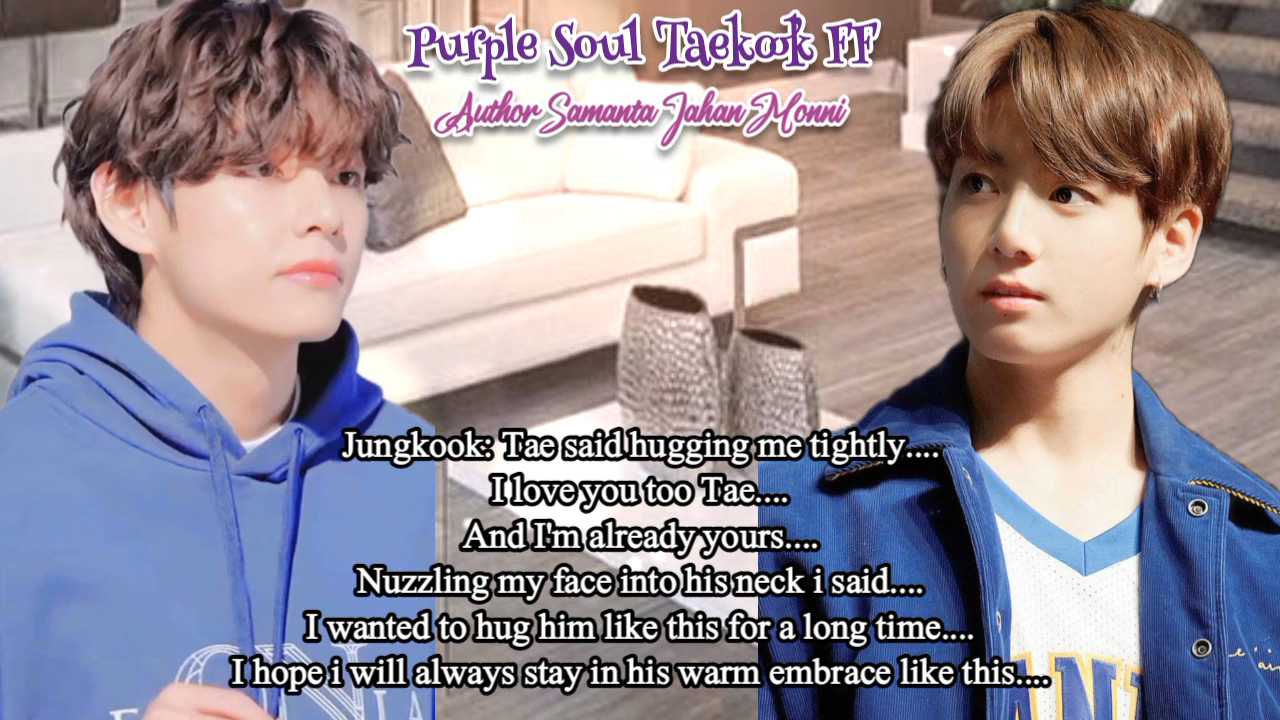 Purple Soul Taekook FF
Author Samanta Jahan Monni
Jungkook: Tae said hugging me tightly....
I love you too Tae....
And I'm already yours....
Nuzzling my face into his neck i said....
I wanted to hug him like this for a long time....
I hope i will always stay in his warm embrace like this....